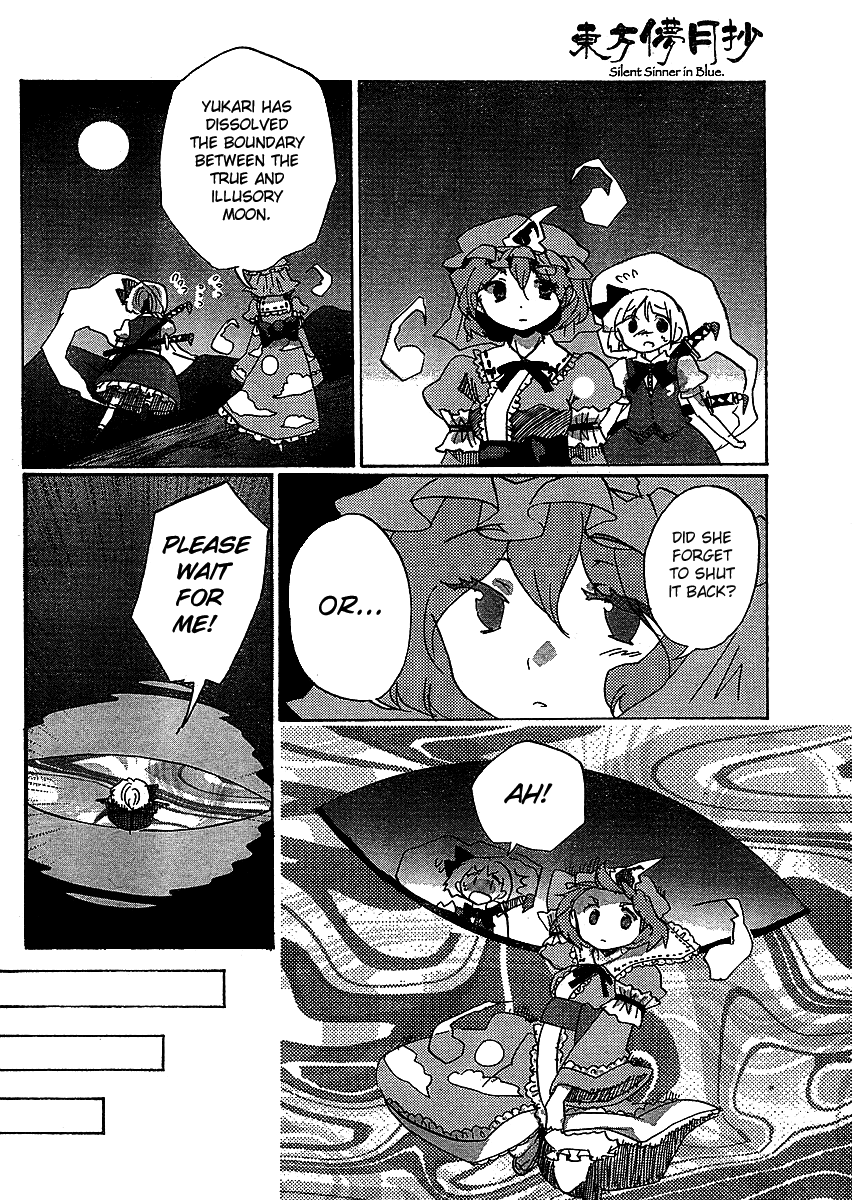 東方儚月抄
Silent Sinner in Blue.
YUKARI HAS
DISSOLVED
THE BOUNDARY
BETWEEN THE
TRUE AND
ILLUSORY
MOON.
DID SHE
FORGET
TO SHUT
IT BACK?
OR...
AH!
PLEASE
WAIT
FOR
ME!